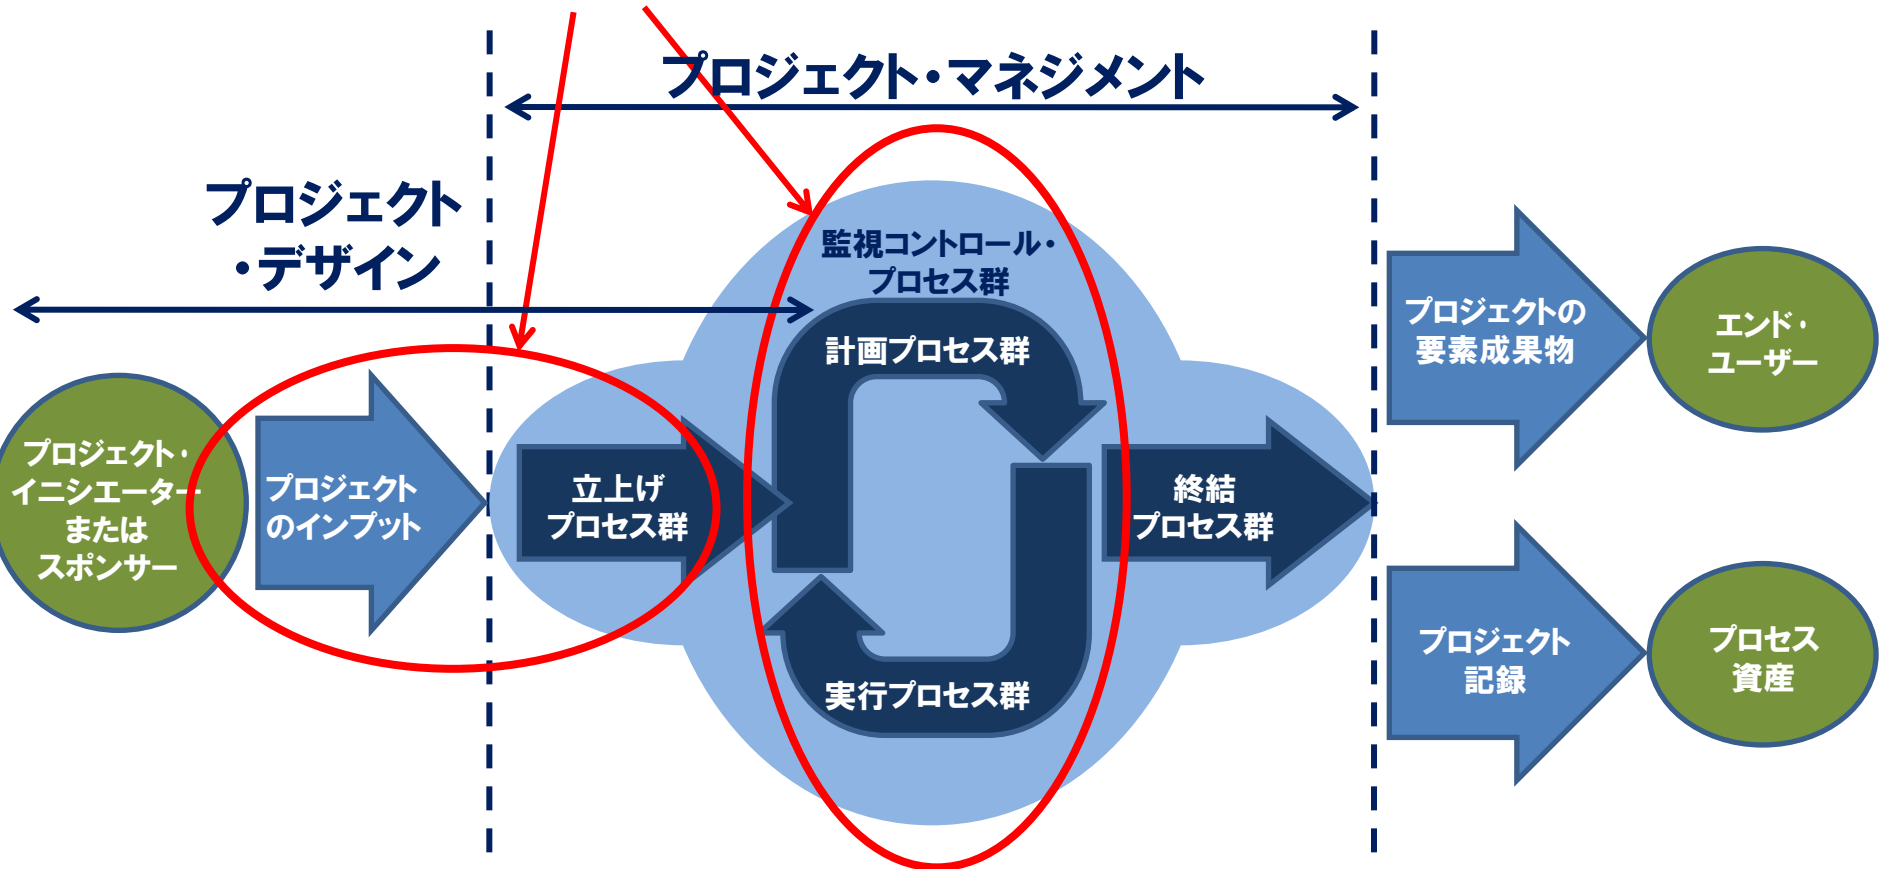 プロジェクト・マネジメント
プロジェクト
・デザイン
プロジェクト・
イニシエーター
または
スポンサー
プロジェクト
のインプット
立上げ
プロセス群
監視コントロール・
プロセス群
計画プロセス群
実行プロセス群
終結
プロセス群
プロジェクトの
要素成果物
エンド・
ユーザー
プロジェクト
記録
プロセス
資産